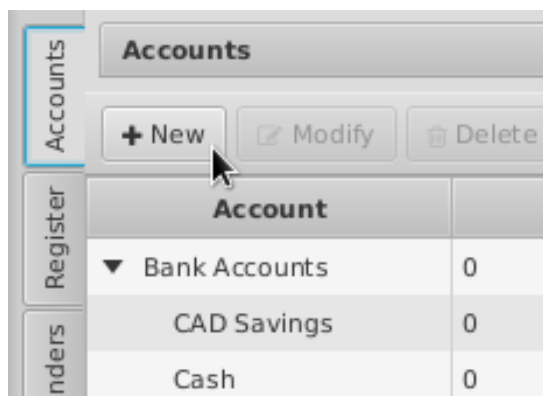 Accounts
Register
nders
Accounts
New Modify Delete
Account
Bank Accounts 0
CAD Savings 0
Cash 0